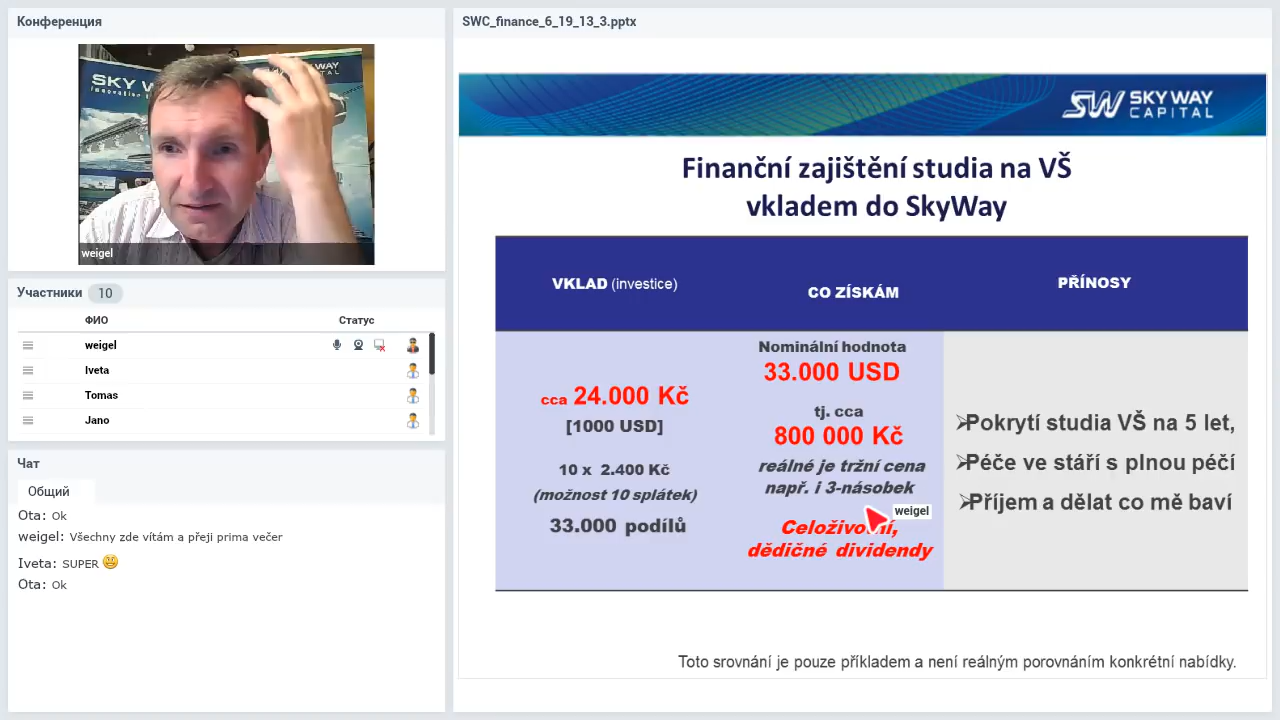 Конференция
SKY W
WAY
CAPITAL
weigel
Участники 10
ФИО Статус
weigel
Iveta
Tomas
Jano
Чат
Общий
Ota: Ok
weigel: Všechny zde vítám a přeji prima večer
Iveta: SUPER
Ota: Ok
SWC_finance_6_19_13_3.pptx
SW SKY WAY
CAPITAL
Finanční zajištění studia na VŠ
vkladem do SkyWay
VKLAD (investice)
CO ZÍSKÁM
PŘÍNOSY
cca 24.000 Kč
[1000 USD]
10 x 2.400 Kč
(možnost 10 splátek)
33.000 podílů
Nominální hodnota
33.000 USD
tj. cca
800 000 Kč
reálné je tržní cena
např. i 3-násobek
weigel
Celoživotní,
dědičné dividendy
➢Pokrytí studia VŠ na 5 let,
➢Péče ve stáří s plnou péčí
➢Příjem a dělat co mě baví
Toto srovnání je pouze příkladem a není reálným porovnáním konkrétní nabídky.